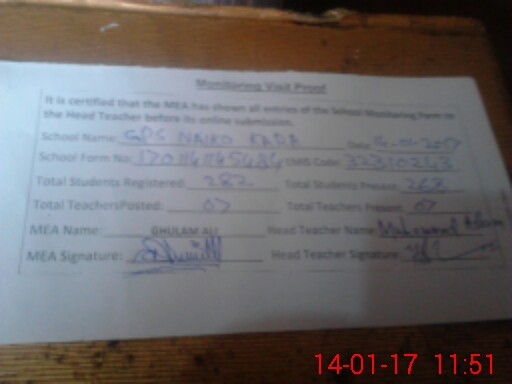 Monitoring Visit Proof
It is certified that the MEA has shown all entries of the School Monitoring Form to
the Head Teacher before its online submission.
School Name: GPS NAIKO KADA Date: 14-01-2017
School Form No: EMIS Code: 32310243
Total Students Registered: 282 Total Students Present: 263
Total TeachersPosted: 07 Total Teachers Present: 07
MEA Name: GHULAM ALI Head Teacher Name: Muhammad
MEA Signature: Head Teacher Signature:
14-01-17 11:51